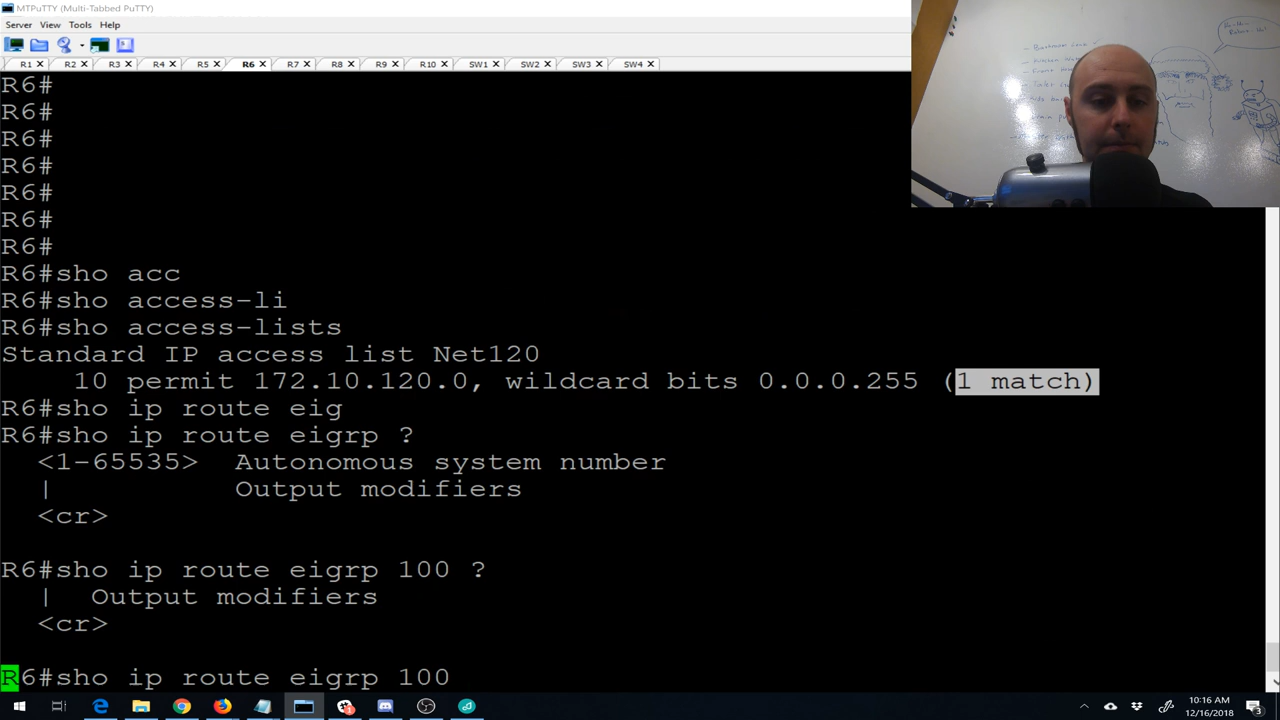 MTPuTTY (Multi-Tabbed PuTTY)
Server View Tools Help
R1 R2 R3 R4 R5 R6 R7 R8 R9 R10 SW1 SW2 SW3 SW4
R6#
R6#
R6#
R6#
R6#
R6#
R6#
R6#sho acc
R6#sho access-li
R6#sho access-lists
Standard IP access list Net120
10 permit 172.10.120.0, wildcard bits 0.0.0.255 (1 match)
R6#sho ip route eig
R6#sho ip route eigrp ?
<1-65535> Autonomous system number
| Output modifiers
<cr>
R6#sho ip route eigrp 100 ?
| Output modifiers
<cr>
R6#sho ip route eigrp 100
10:16 AM
12/16/2018
3